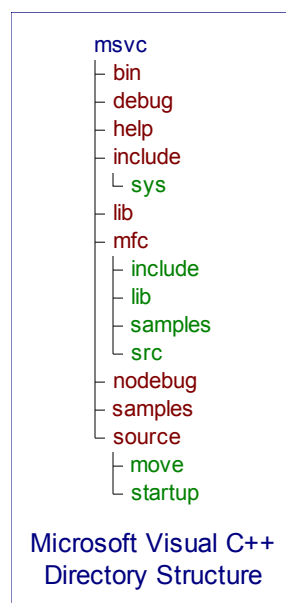 msvc
bin
debug
help
include
sys
lib
mfc
include
lib
samples
src
nodebug
samples
source
move
startup
Microsoft Visual C++
Directory Structure